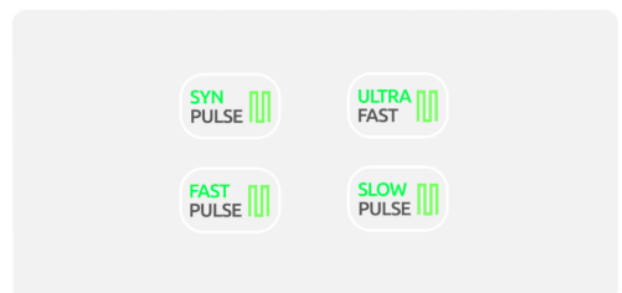 SYN
PULSE
ULTRA
FAST
FAST
PULSE
SLOW
PULSE